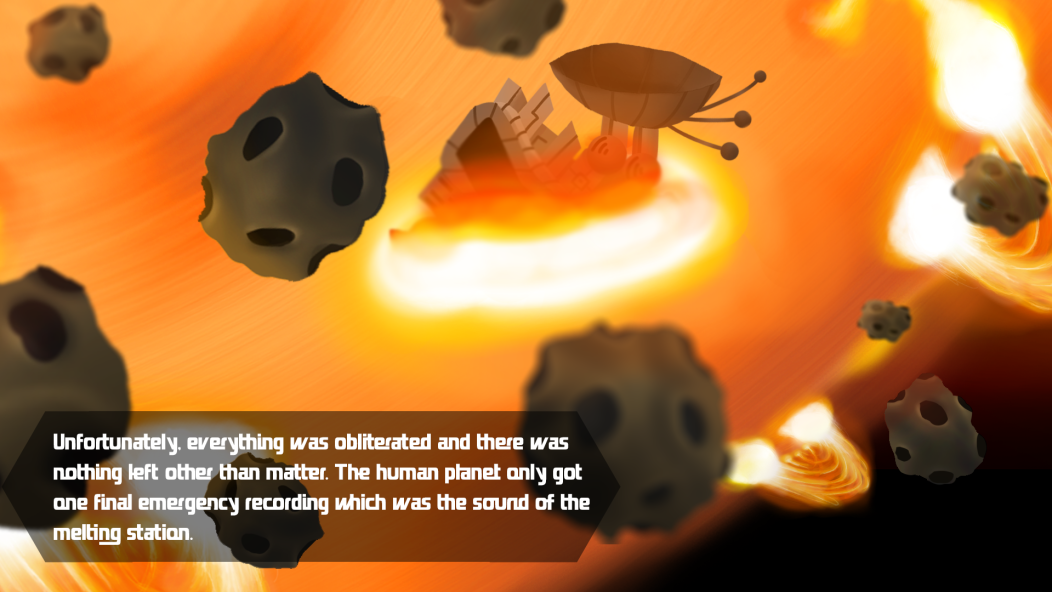 Unfortunately, everything was obliterated and there was
nothing left other than matter. The human planet only got
one final emergency recording which was the sound of the
melting station.